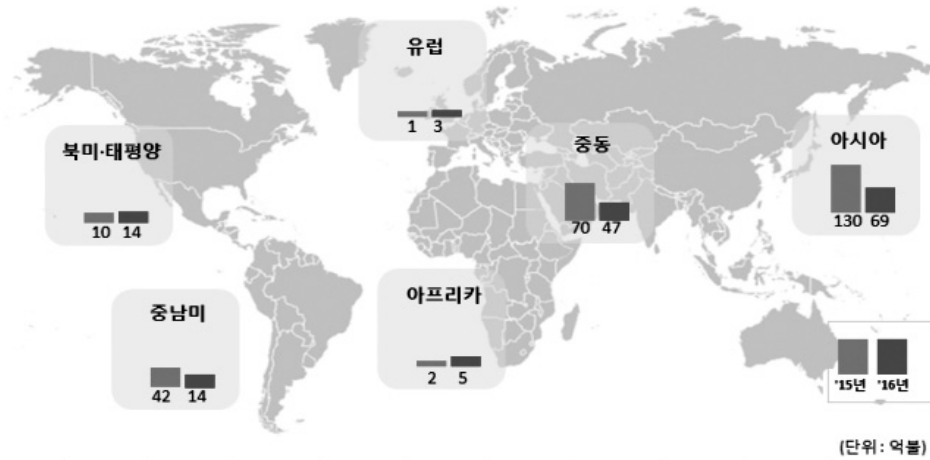 유럽
1 3
북미·태평양
10 14
중동
70 47
아시아
130 69
중남미
42 14
아프리카
2 5
'15년 '16년
(단위 : 억불)